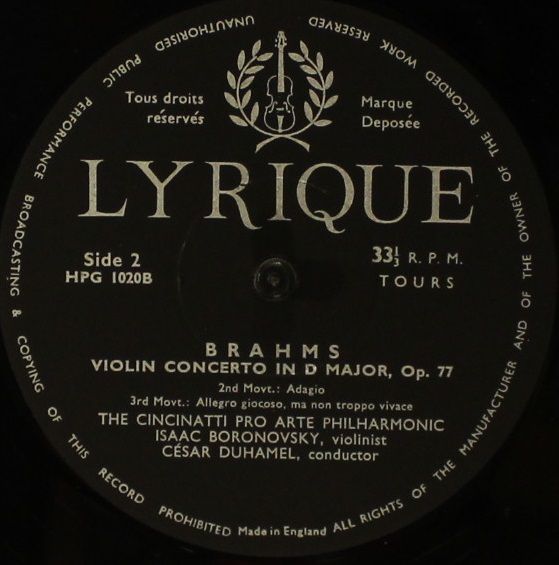 ALL RIGHTS OF THE MANUFACTURER AND OF THE OWNER OF THE RECORDED WORK RESERVED UNAUTHORISED PUBLIC PERFORMANCE BROADCASTING & COPYING OF THIS RECORD PROHIBITED
Tous droits
réservés
Marque
Deposée
LYRIQUE
Side 2
HPG 1020B
33⅓ R. P. M.
TOURS
BRAHMS
VIOLIN CONCERTO IN D MAJOR, Op. 77
2nd Movt.: Adagio
3rd Movt.: Allegro giocoso, ma non troppo vivace
THE CINCINATTI PRO ARTE PHILHARMONIC
ISAAC BORONOVSKY, violinist
CÉSAR DUHAMEL, conductor
Made in England